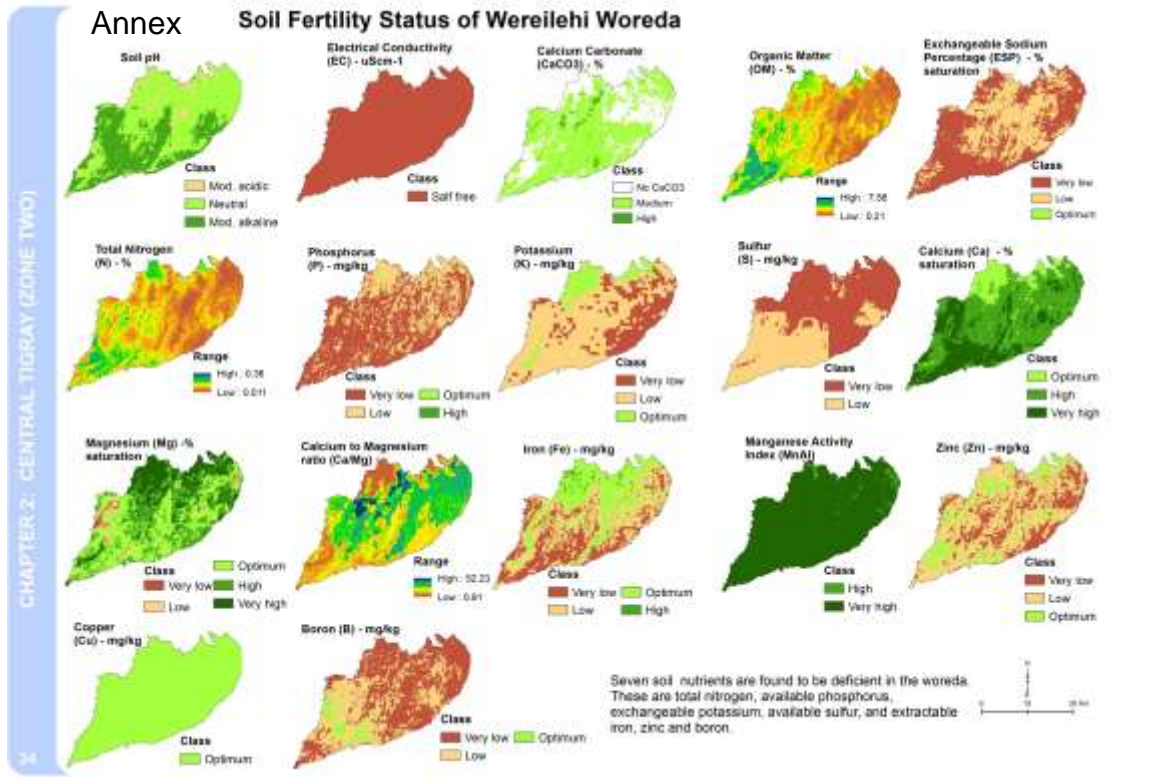 Annex
Soil Fertility Status of Wereilehi Woreda
Soil pH
Class
Mod. acidic
Neutral
Mod. alkaline
Electrical Conductivity
(EC) - uScm-1
Class
Salf free
Calcium Carbonate
(CaCO3) - %
Class
No CaCO3
Medium
High
Organic Matter
(OM) - %
Range
High : 7.58
Low : 0.21
Exchangeable Sodium
Percentage (ESP) - %
saturation
Class
Very low
Low
Optimum
Total Nitrogen
(N) - %
Range
High : 0.36
Low : 0.011
Phosphorus
(P) - mg/kg
Class
Very low
Low
Optimum
High
Potassium
(K) - mg/kg
Class
Very low
Low
Optimum
Sulfur
(S) - mg/kg
Class
Very low
Low
Calcium (Ca) - %
saturation
Class
Optimum
High
Very high
Magnesium (Mg) -%
saturation
Class
Very low
Low
Optimum
High
Very high
Calcium to Magnesium
ratio (Ca/Mg)
Range
High : 52.23
Low : 0.81
Iron (Fe) - mg/kg
Class
Very low
Low
Optimum
High
Manganese Activity
Index (MnAI)
Class
High
Very high
Zinc (Zn) - mg/kg
Class
Very low
Low
Optimum
Copper
(Cu) - mg/kg
Class
Optimum
Boron (B) - mg/kg
Class
Very low
Low
Optimum
Seven soil nutrients are found to be deficient in the woreda.
These are total nitrogen, available phosphorus,
exchangeable potassium, available sulfur, and extractable
iron, zinc and boron.
CHAPTER 2: CENTRAL TIGRAY (ZONE TWO)
34